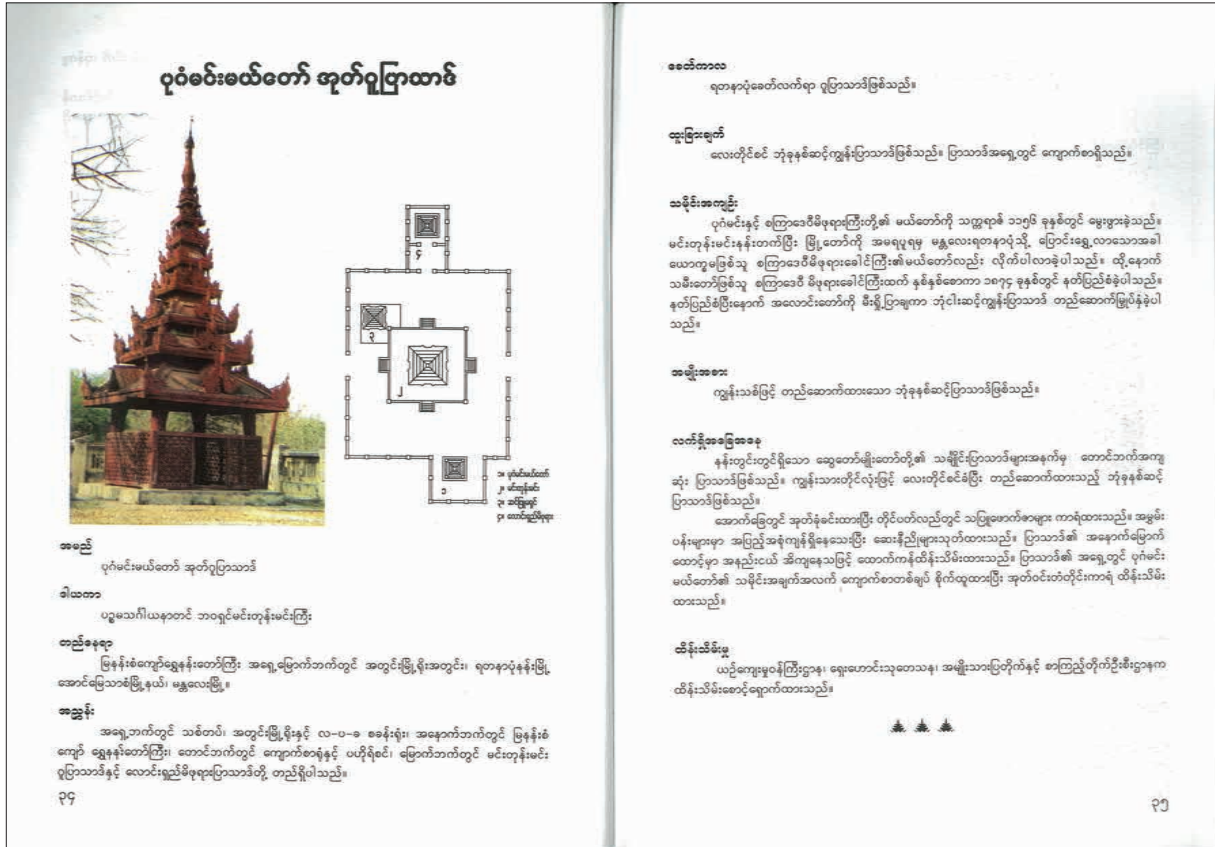 ပုဂံမင်းမယ်တော် အုတ်ဂူပြာသာဒ်
၁။ ပုဂံမင်းမယ်တော်
၂။ မင်းတုန်းမင်း
၃။ ဆင်ဖြူမရှင်
၄။ လောင်းရှည်မိဖုရား
၄
၃
၂
၁
အမည်
ပုဂံမင်းမယ်တော် အုတ်ဂူပြာသာဒ်
ဒါယကာ
ပဉ္စမသင်္ဂါယနာတင် ဘဝရှင်မင်းတုန်းမင်းကြီး
တည်နေရာ
မြနန်းစံကျော်ရွှေနန်းတော်ကြီး အရှေ့မြောက်ဘက်တွင် အတွင်းမြို့ရိုးအတွင်း၊ ရတနာပုံနန်းမြို့
အောင်မြေသာစံမြို့နယ်၊ မန္တလေးမြို့။
အညွှန်း
အရှေ့ဘက်တွင် သစ်တပ်၊ အတွင်းမြို့ရိုးနှင့် လ-ပ-ခ စခန်းရုံး၊ အနောက်ဘက်တွင် မြနန်းစံ
ကျော် ရွှေနန်းတော်ကြီး၊ တောင်ဘက်တွင် ကျောက်စာရုံနှင့် ပဟိုရ်စင်၊ မြောက်ဘက်တွင် မင်းတုန်းမင်း
ဂူပြာသာဒ်နှင့် လောင်းရှည်မိဖုရားပြာသာဒ်တို့ တည်ရှိပါသည်။
၃၄
ခေတ်ကာလ
ရတနာပုံခေတ်လက်ရာ ဂူပြာသာဒ်ဖြစ်သည်။
ထူးခြားချက်
လေးတိုင်စင် ဘုံခုနစ်ဆင့်ကျွန်းပြာသာဒ်ဖြစ်သည်။ ပြာသာဒ်အရှေ့တွင် ကျောက်စာရှိသည်။
သမိုင်းအကျဉ်း
ပုဂံမင်းနှင့် စကြာဒေဝီမိဖုရားကြီးတို့၏ မယ်တော်ကို သက္ကရာဇ် ၁၁၅၆ ခုနှစ်တွင် မွေးဖွားခဲ့သည်။
မင်းတုန်းမင်းနန်းတက်ပြီး မြို့တော်ကို အမရပူရမှ မန္တလေးရတနာပုံသို့ ပြောင်းရွှေ့လာသောအခါ
ယောက္ခမဖြစ်သူ စကြာဒေဝီမိဖုရားခေါင်ကြီး၏မယ်တော်လည်း လိုက်ပါလာခဲ့ပါသည်။ ထို့နောက်
သမီးတော်ဖြစ်သူ စကြာဒေဝီ မိဖုရားခေါင်ကြီးထက် နှစ်နှစ်စောကာ ၁၈၇၄ ခုနှစ်တွင် နတ်ပြည်စံခဲ့ပါသည်။
နတ်ပြည်စံပြီးနောက် အလောင်းတော်ကို မီးရှို့ပြာချကာ ဘုံငါးဆင့်ကျွန်းပြာသာဒ် တည်ဆောက်မြှုပ်နှံခဲ့ပါ
သည်။
အမျိုးအစား
ကျွန်းသစ်ဖြင့် တည်ဆောက်ထားသော ဘုံခုနစ်ဆင့်ပြာသာဒ်ဖြစ်သည်။
လက်ရှိအခြေအနေ
နန်းတွင်းတွင်ရှိသော ဆွေတော်မျိုးတော်တို့၏ သင်္ချိုင်းပြာသာဒ်များအနက်မှ တောင်ဘက်အကျ
ဆုံး ပြာသာဒ်ဖြစ်သည်။ ကျွန်းသားတိုင်လုံးဖြင့် လေးတိုင်စင်ခံပြီး တည်ဆောက်ထားသည့် ဘုံခုနစ်ဆင့်
ပြာသာဒ်ဖြစ်သည်။
အောက်ခြေတွင် အုတ်ခုံခင်းထားပြီး တိုင်ပတ်လည်တွင် သပြူဖောက်ဇာများ ကာရံထားသည်။ အမွှမ်း
ပန်းများမှာ အပြည့်အစုံကျန်ရှိနေသေးပြီး ဆေးနီညိုများသုတ်ထားသည်။ ပြာသာဒ်၏ အနောက်မြောက်
ထောင့်မှာ အနည်းငယ် အိကျနေသဖြင့် ထောက်ကန်ထိန်းသိမ်းထားသည်။ ပြာသာဒ်၏ အရှေ့တွင် ပုဂံမင်း
မယ်တော်၏ သမိုင်းအချက်အလက် ကျောက်စာတစ်ချပ် စိုက်ထူထားပြီး အုတ်ဝင်းတံတိုင်းကာရံ ထိန်းသိမ်း
ထားသည်။
ထိန်းသိမ်းမှု
ယဉ်ကျေးမှုဝန်ကြီးဌာန၊ ရှေးဟောင်းသုတေသန၊ အမျိုးသားပြတိုက်နှင့် စာကြည့်တိုက်ဦးစီးဌာနက
ထိန်းသိမ်းစောင့်ရှောက်ထားသည်။
၃၅